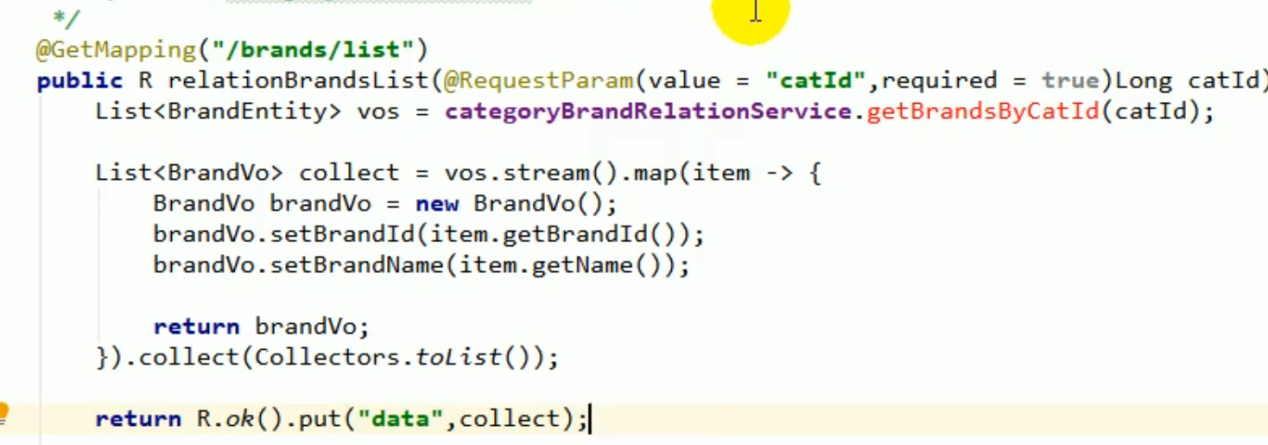 */
@GetMapping("/brands/list")
public R relationBrandsList(@RequestParam(value = "catId",required = true)Long catId)
List<BrandEntity> vos = categoryBrandRelationService.getBrandsByCatId(catId);
List<BrandVo> collect = vos.stream().map(item -> {
BrandVo brandVo = new BrandVo();
brandVo.setBrandId(item.getBrandId());
brandVo.setBrandName(item.getName());
return brandVo;
}).collect(Collectors.toList());
return R.ok().put("data",collect);